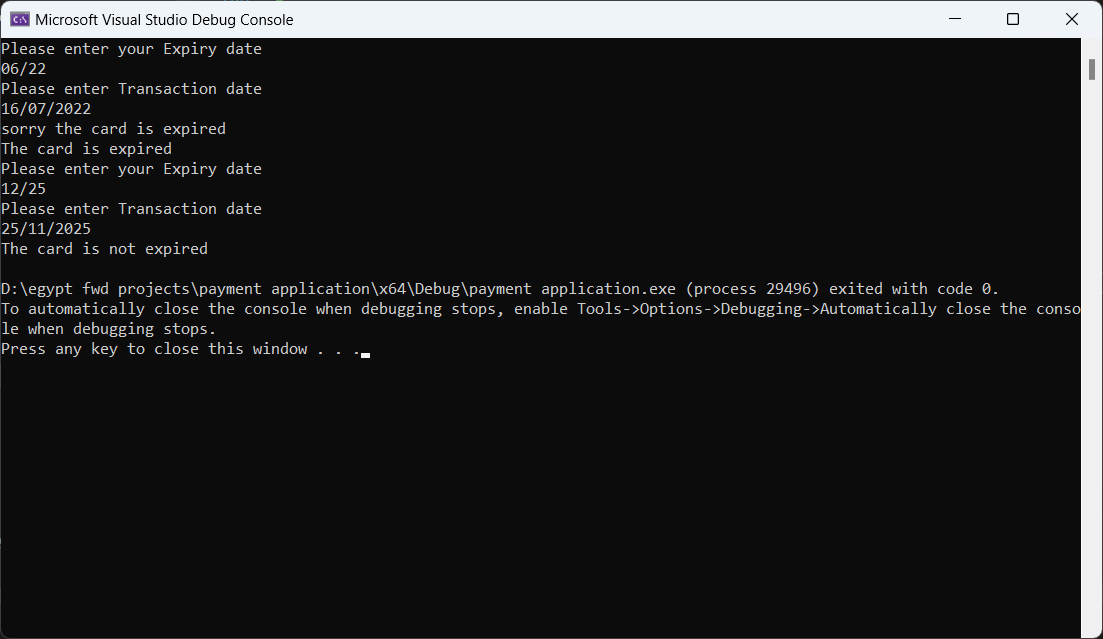 Microsoft Visual Studio Debug Console
Please enter your Expiry date
06/22
Please enter Transaction date
16/07/2022
sorry the card is expired
The card is expired
Please enter your Expiry date
12/25
Please enter Transaction date
25/11/2025
The card is not expired
D:\egypt fwd projects\payment application\x64\Debug\payment application.exe (process 29496) exited with code 0.
To automatically close the console when debugging stops, enable Tools->Options->Debugging->Automatically close the conso
le when debugging stops.
Press any key to close this window . . .